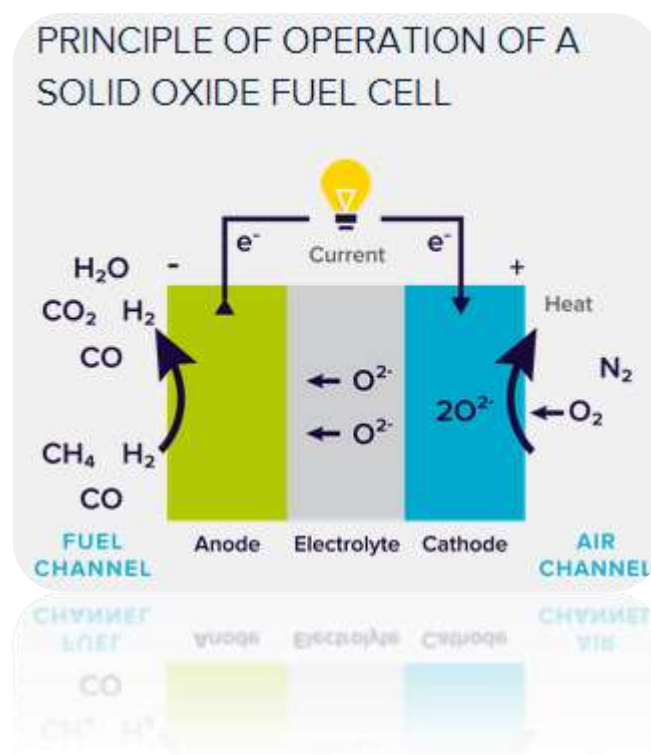 PRINCIPLE OF OPERATION OF A
SOLID OXIDE FUEL CELL
e⁻ Current e⁻
H₂O - +
CO₂ H₂ Heat
CO N₂
O²⁻
2O²⁻ O₂
O²⁻
CH₄ H₂
CO
FUEL
CHANNEL
Anode Electrolyte Cathode
AIR
CHANNEL